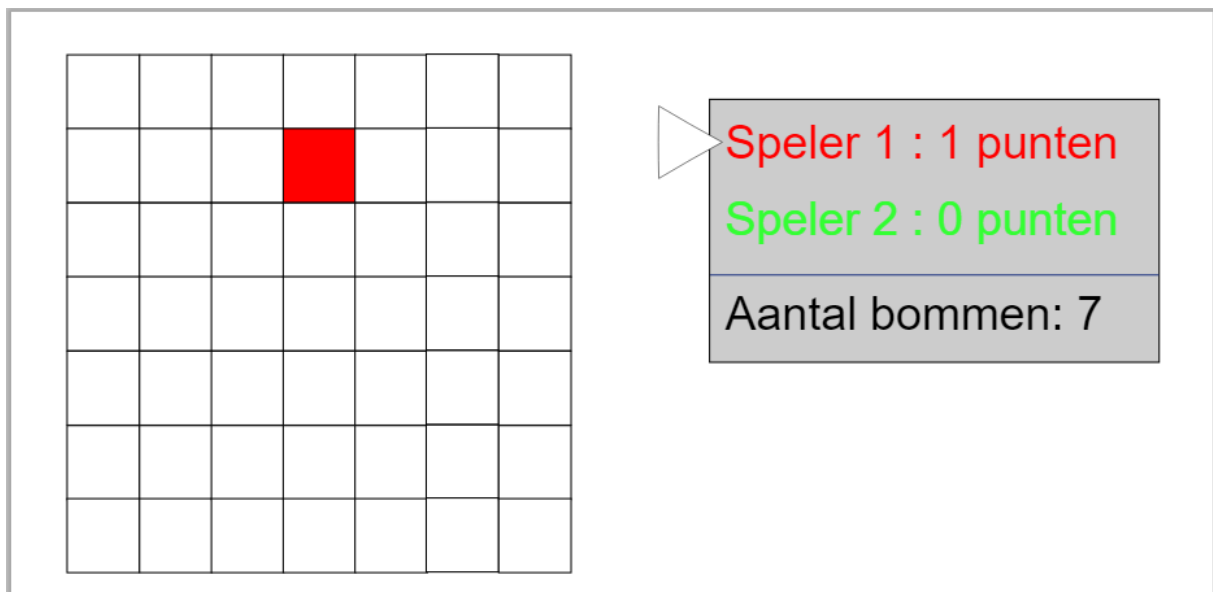 Speler 1 : 1 punten
Speler 2 : 0 punten
Aantal bommen: 7